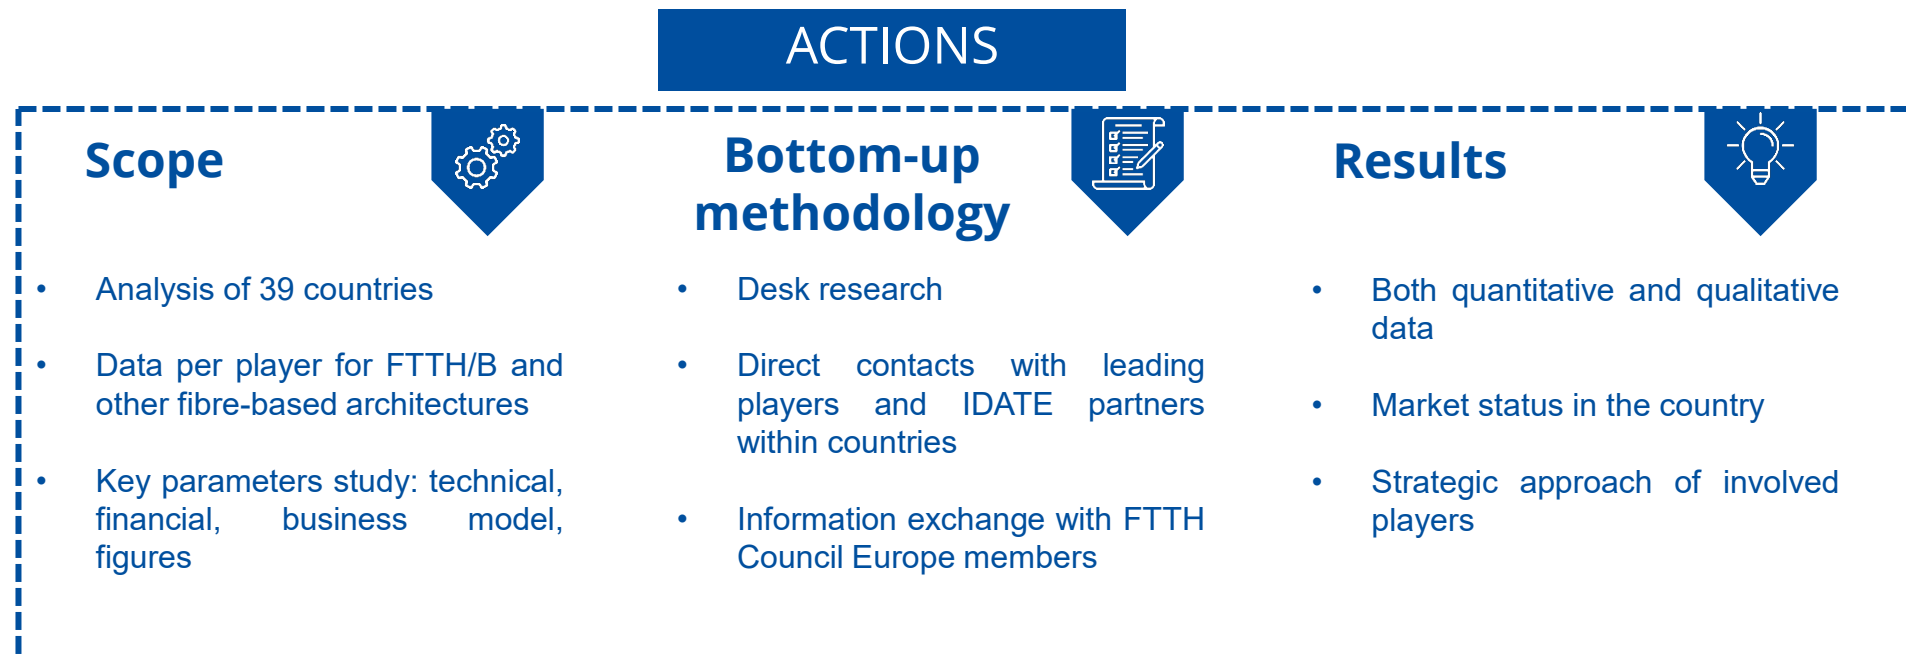 ACTIONS
Scope
• Analysis of 39 countries
• Data per player for FTTH/B and
other fibre-based architectures
• Key parameters study: technical,
financial, business model,
figures
Bottom-up
methodology
• Desk research
• Direct contacts with leading
players and IDATE partners
within countries
• Information exchange with FTTH
Council Europe members
Results
• Both quantitative and qualitative
data
• Market status in the country
• Strategic approach of involved
players